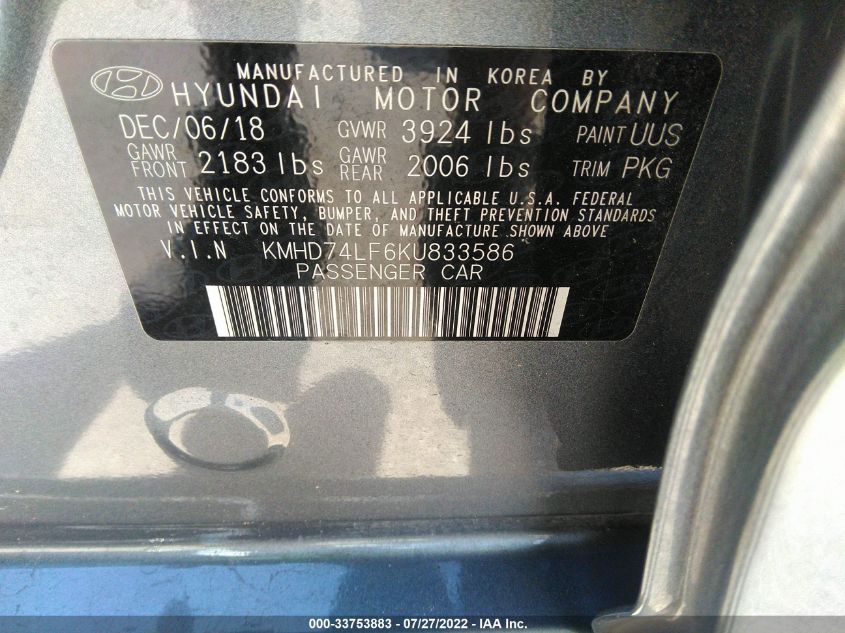 MANUFACTURED IN KOREA BY
HYUNDAI MOTOR COMPANY
DEC/06/18 GVWR 3924 lbs PAINT UUS
GAWR FRONT 2183 lbs GAWR REAR 2006 lbs TRIM PKG
THIS VEHICLE CONFORMS TO ALL APPLICABLE U.S.A. FEDERAL
MOTOR VEHICLE SAFETY, BUMPER, AND THEFT PREVENTION STANDARDS
IN EFFECT ON THE DATE OF MANUFACTURE SHOWN ABOVE
V.I.N KMHD74LF6KU833586
PASSENGER CAR
000-33753883 - 07/27/2022 - IAA Inc.